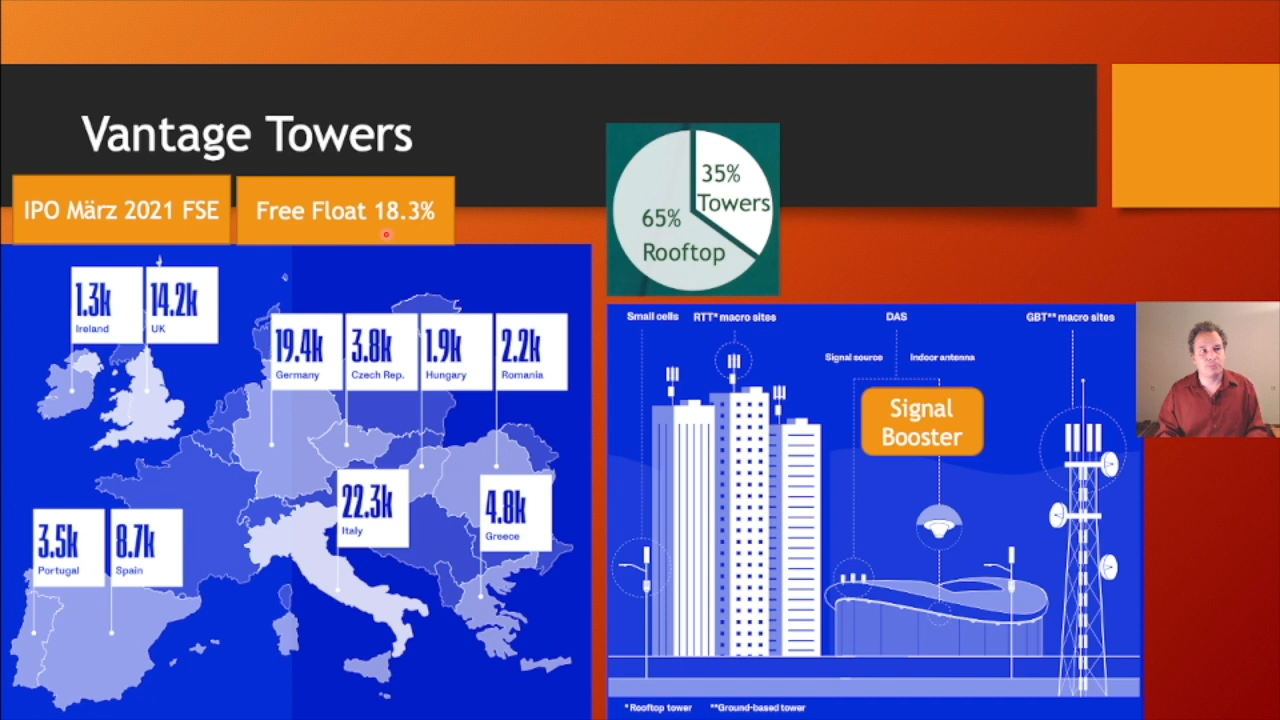 Vantage Towers
IPO März 2021 FSE
Free Float 18.3%
35%
Towers
65%
Rooftop
1.3k
Ireland
14.2k
UK
19.4k
Germany
3.8k
Czech Rep.
1.9k
Hungary
2.2k
Romania
22.3k
Italy
4.8k
Greece
3.5k
Portugal
8.7k
Spain
Small cells
RTT* macro sites
DAS
GBT** macro sites
Signal source
Indoor antenna
Signal
Booster
* Rooftop tower
**Ground-based tower